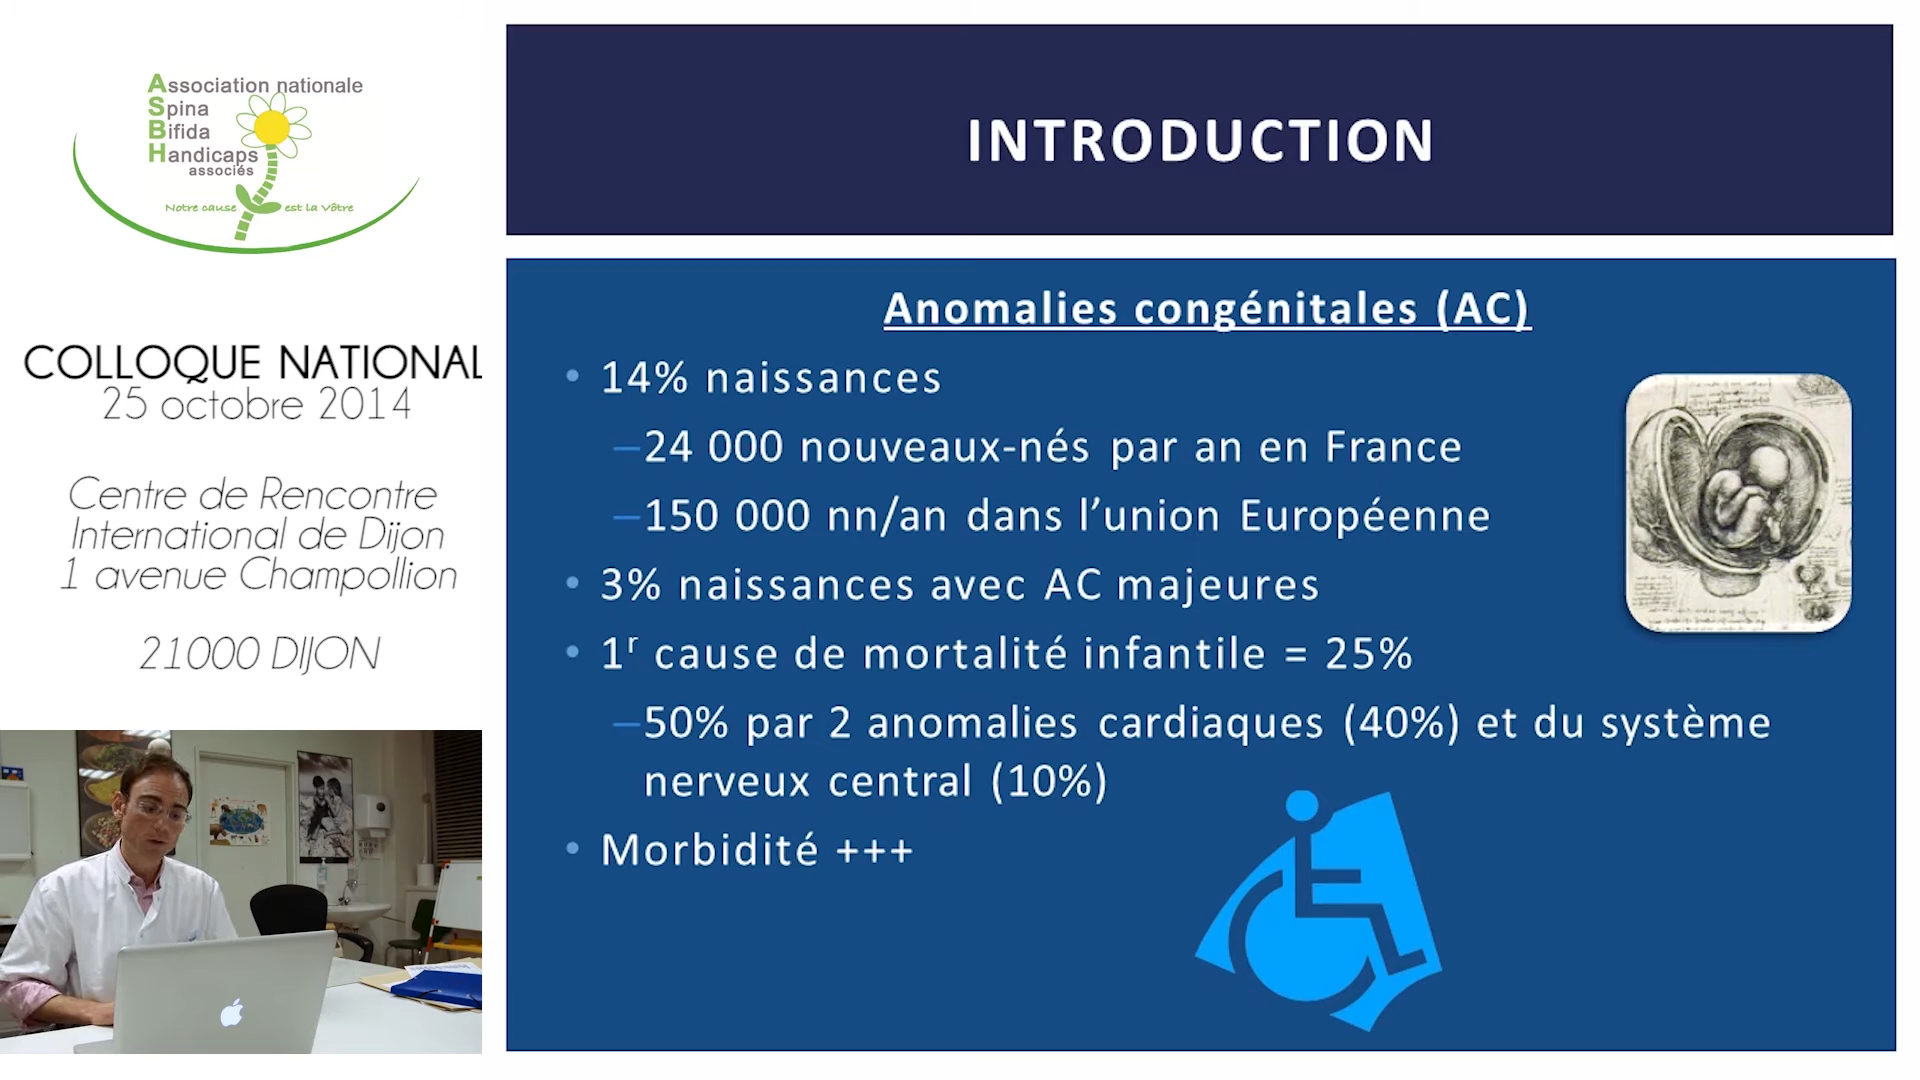 Association nationale
Spina
Bifida
Handicaps
associés
Notre cause est la Vôtre
COLLOQUE NATIONAL
25 octobre 2014
Centre de Rencontre
International de Dijon
1 avenue Champollion
21000 DIJON
INTRODUCTION
Anomalies congénitales (AC)
• 14% naissances
–24 000 nouveaux-nés par an en France
–150 000 nn/an dans l’union Européenne
• 3% naissances avec AC majeures
• 1r cause de mortalité infantile = 25%
–50% par 2 anomalies cardiaques (40%) et du système
nerveux central (10%)
• Morbidité +++